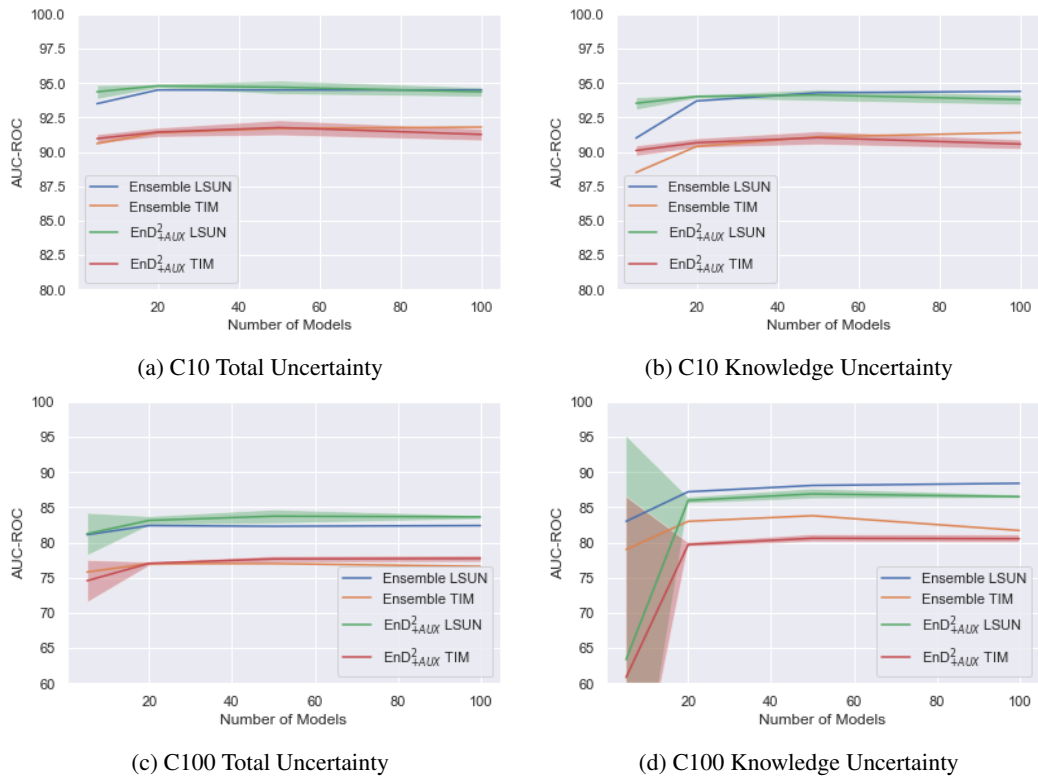 100.0
97.5
95.0
92.5
90.0
87.5
85.0
82.5
80.0
AUC-ROC
Ensemble LSUN
Ensemble TIM
EnD²₊AUX LSUN
EnD²₊AUX TIM
20 40 60 80 100
Number of Models
(a) C10 Total Uncertainty
100.0
97.5
95.0
92.5
90.0
87.5
85.0
82.5
80.0
AUC-ROC
Ensemble LSUN
Ensemble TIM
EnD²₊AUX LSUN
EnD²₊AUX TIM
20 40 60 80 100
Number of Models
(b) C10 Knowledge Uncertainty
100
95
90
85
80
75
70
65
60
AUC-ROC
Ensemble LSUN
Ensemble TIM
EnD²₊AUX LSUN
EnD²₊AUX TIM
20 40 60 80 100
Number of Models
(c) C100 Total Uncertainty
100
95
90
85
80
75
70
65
60
AUC-ROC
Ensemble LSUN
Ensemble TIM
EnD²₊AUX LSUN
EnD²₊AUX TIM
20 40 60 80 100
Number of Models
(d) C100 Knowledge Uncertainty